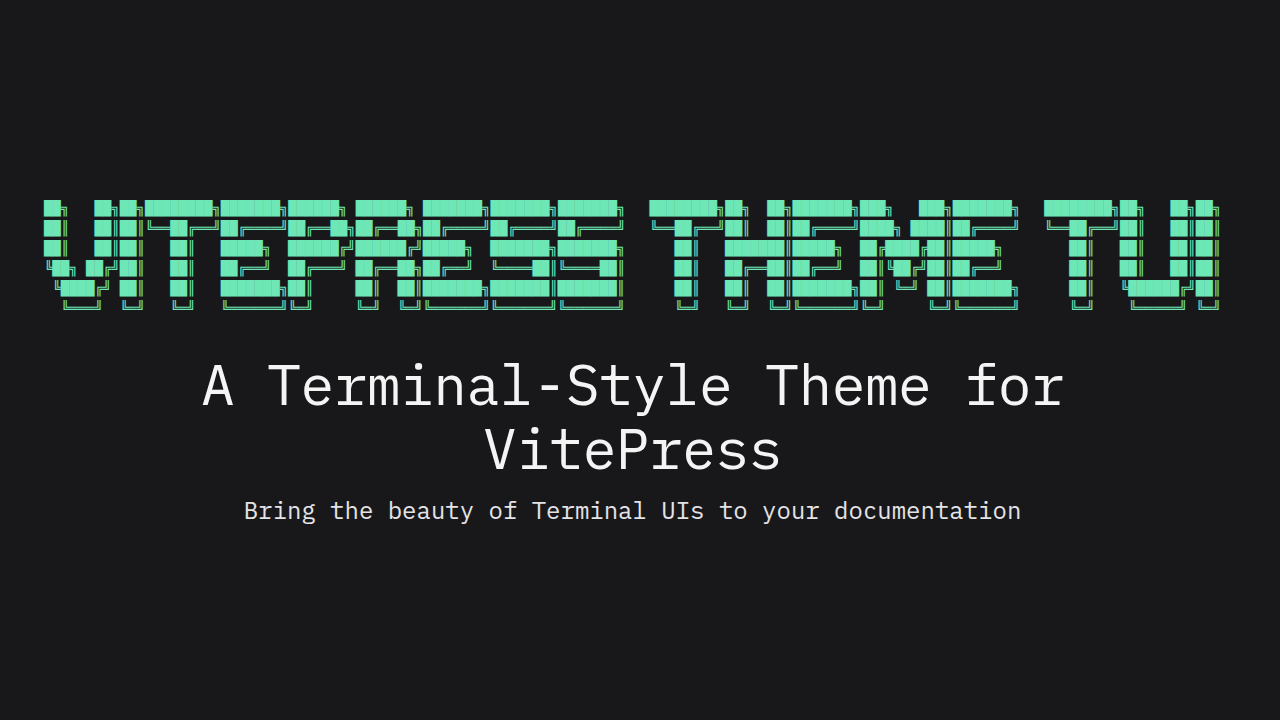 VITEPRESS THEME TUI
A Terminal-Style Theme for
VitePress
Bring the beauty of Terminal UIs to your documentation